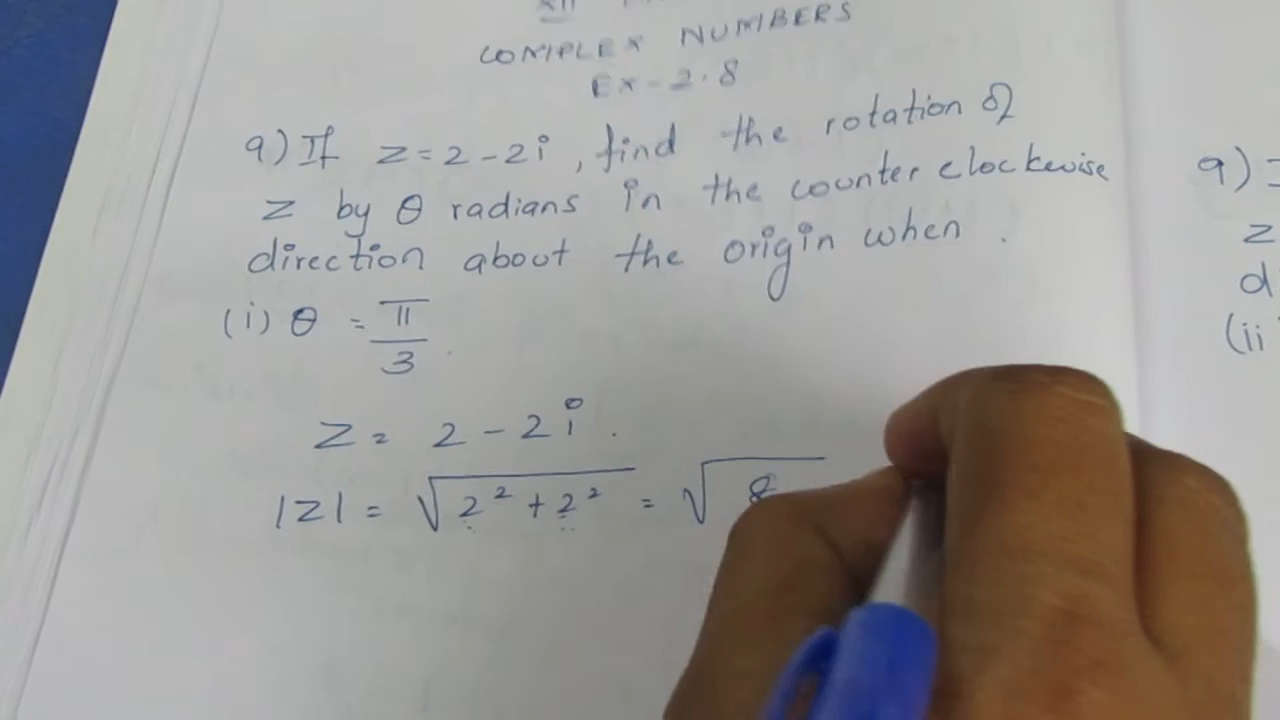 XII
COMPLEX NUMBERS
Ex-2.8
9) If z = 2 - 2i, find the rotation of
z by θ radians in the counter clockwise
direction about the origin when.
(i) θ = π/3.
z = 2 - 2i.
|z| = √(2² + 2²) = √8
9)
z
d
(ii